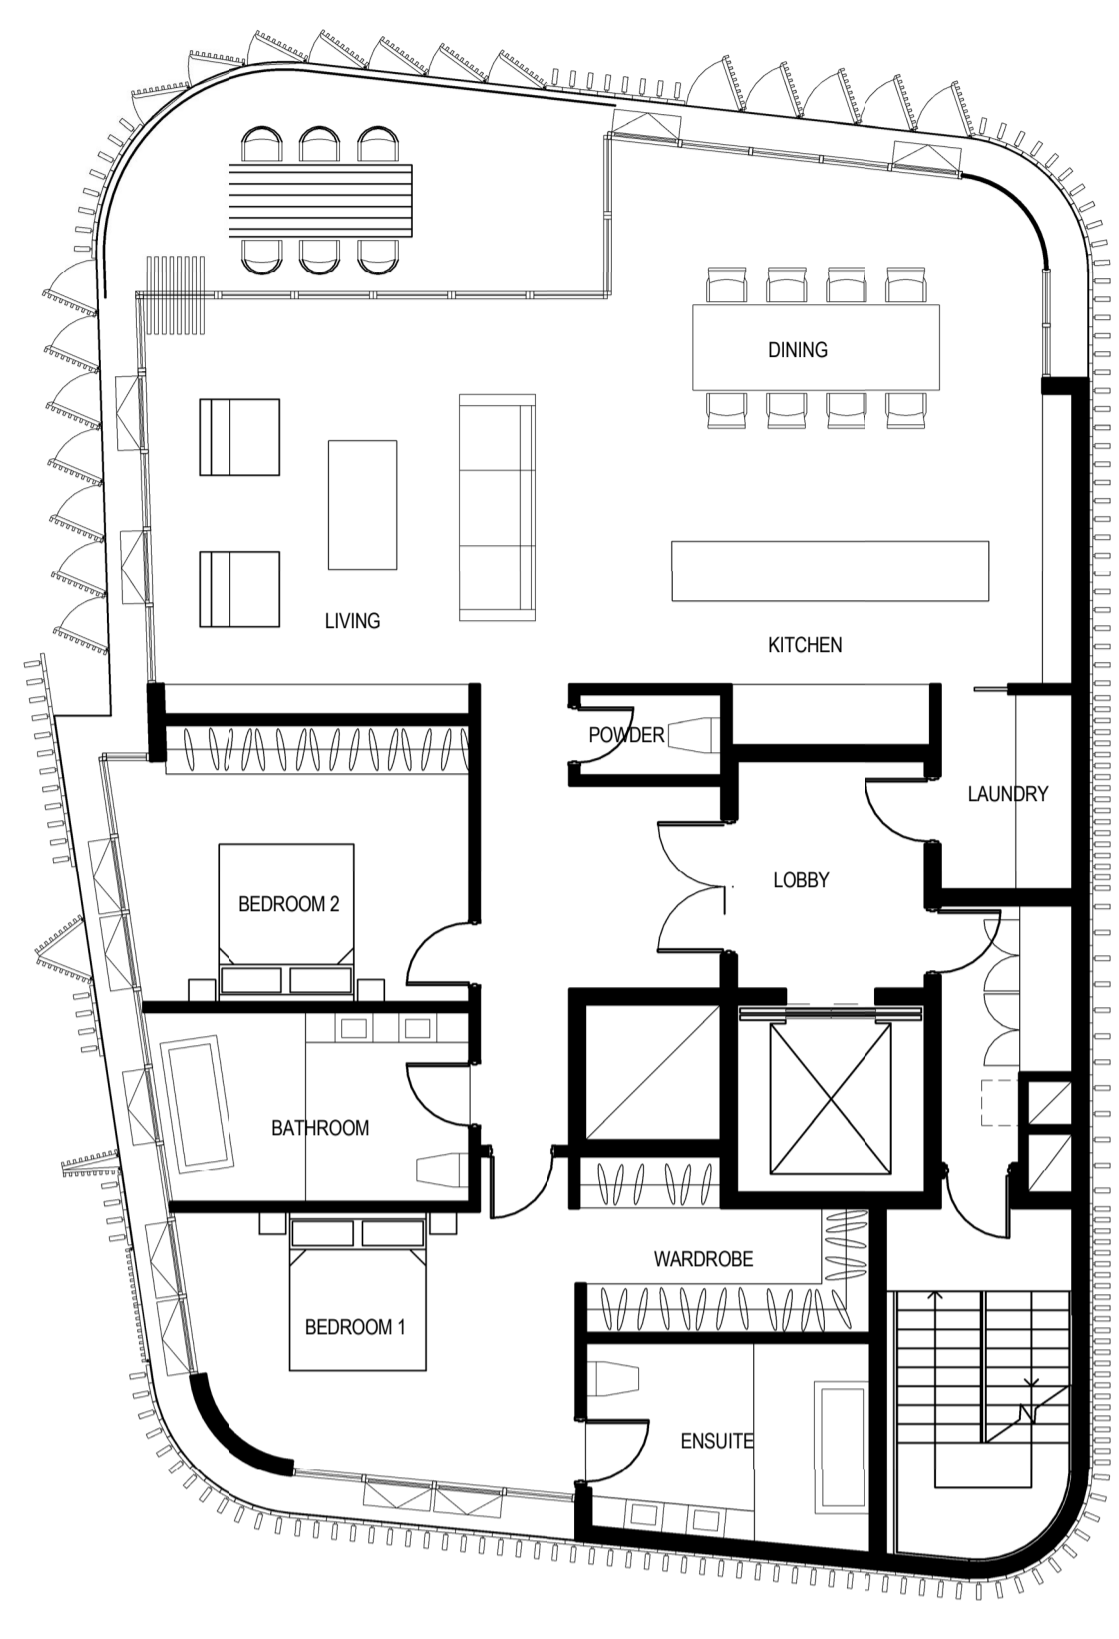 DINING
LIVING
KITCHEN
POWDER
LAUNDRY
LOBBY
BEDROOM 2
BATHROOM
WARDROBE
BEDROOM 1
ENSUITE